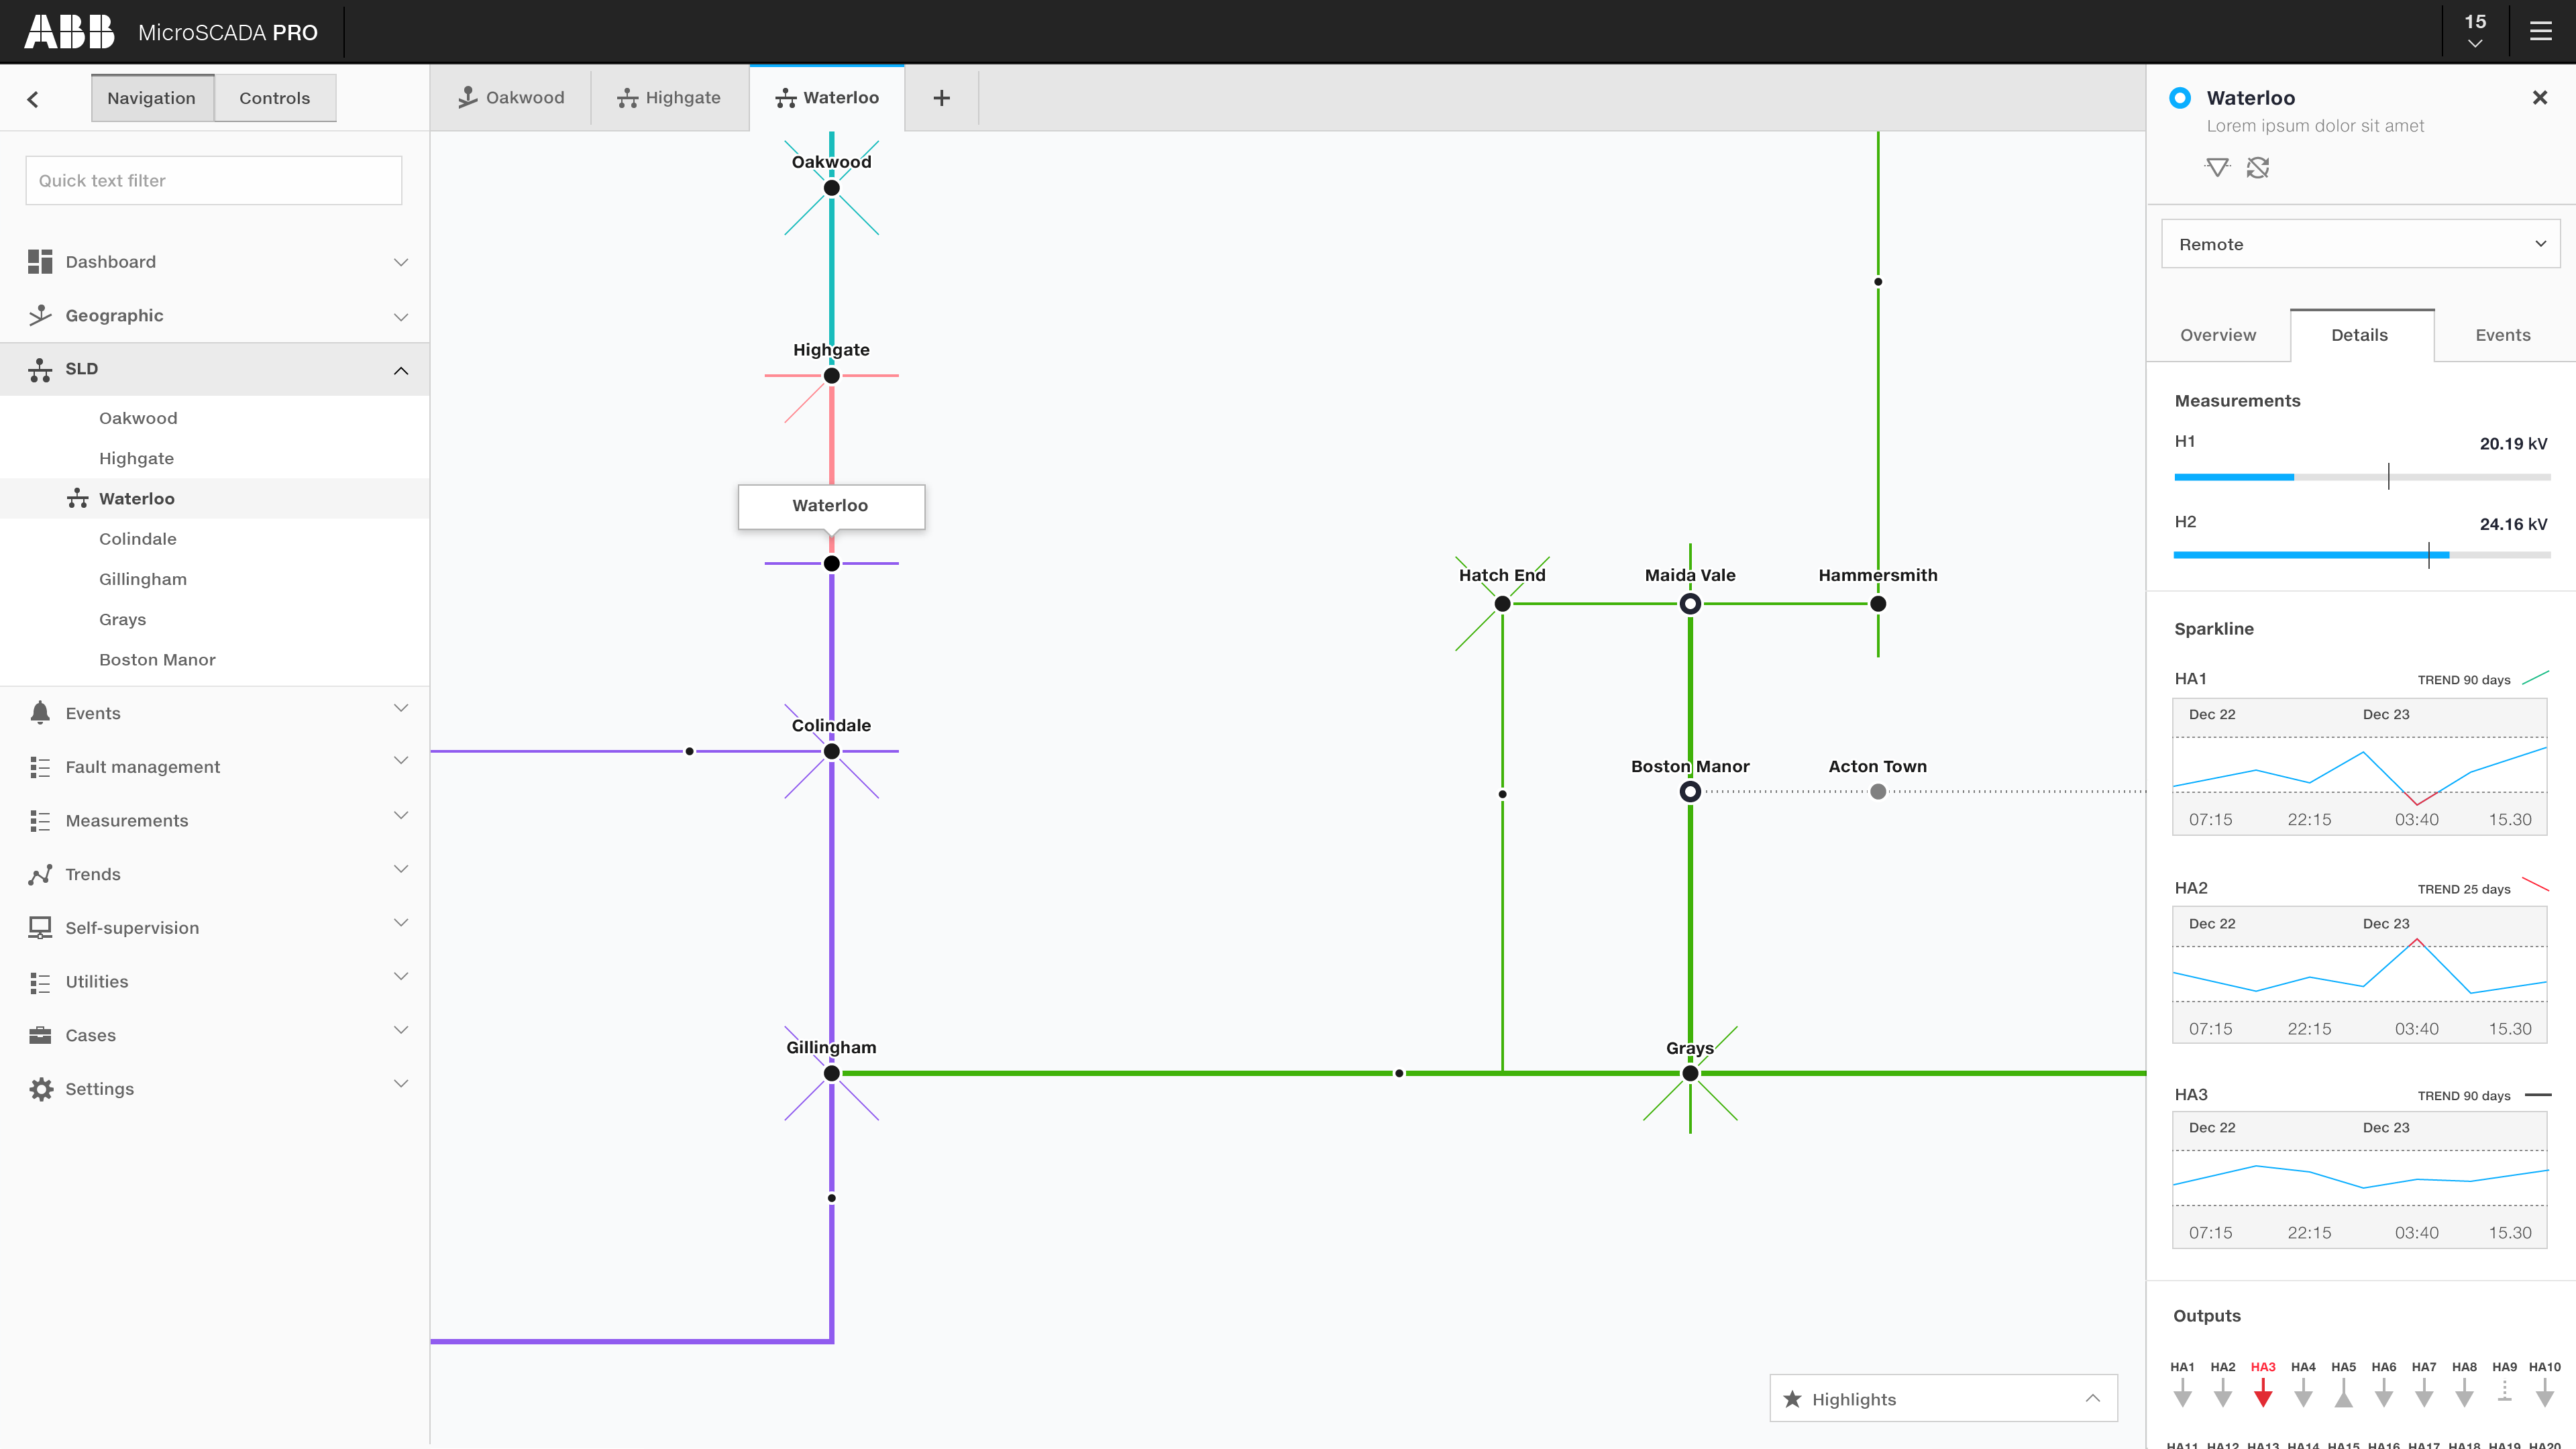 ABB MicroSCADA PRO
15
Navigation
Controls
Quick text filter
Dashboard
Geographic
SLD
Oakwood
Highgate
Waterloo
Colindale
Gillingham
Grays
Boston Manor
Events
Fault management
Measurements
Trends
Self-supervision
Utilities
Cases
Settings
Oakwood
Highgate
Waterloo
+
Oakwood
Highgate
Waterloo
Hatch End
Maida Vale
Hammersmith
Colindale
Boston Manor
Acton Town
Gillingham
Grays
Highlights
Waterloo
Lorem ipsum dolor sit amet
Remote
Overview
Details
Events
Measurements
H1 20.19 kV
H2 24.16 kV
Sparkline
HA1 TREND 90 days
Dec 22 Dec 23
07:15 22:15 03:40 15.30
HA2 TREND 25 days
Dec 22 Dec 23
07:15 22:15 03:40 15.30
HA3 TREND 90 days
Dec 22 Dec 23
07:15 22:15 03:40 15.30
Outputs
HA1 HA2 HA3 HA4 HA5 HA6 HA7 HA8 HA9 HA10
HA11 HA12 HA13 HA14 HA15 HA16 HA17 HA18 HA19 HA20